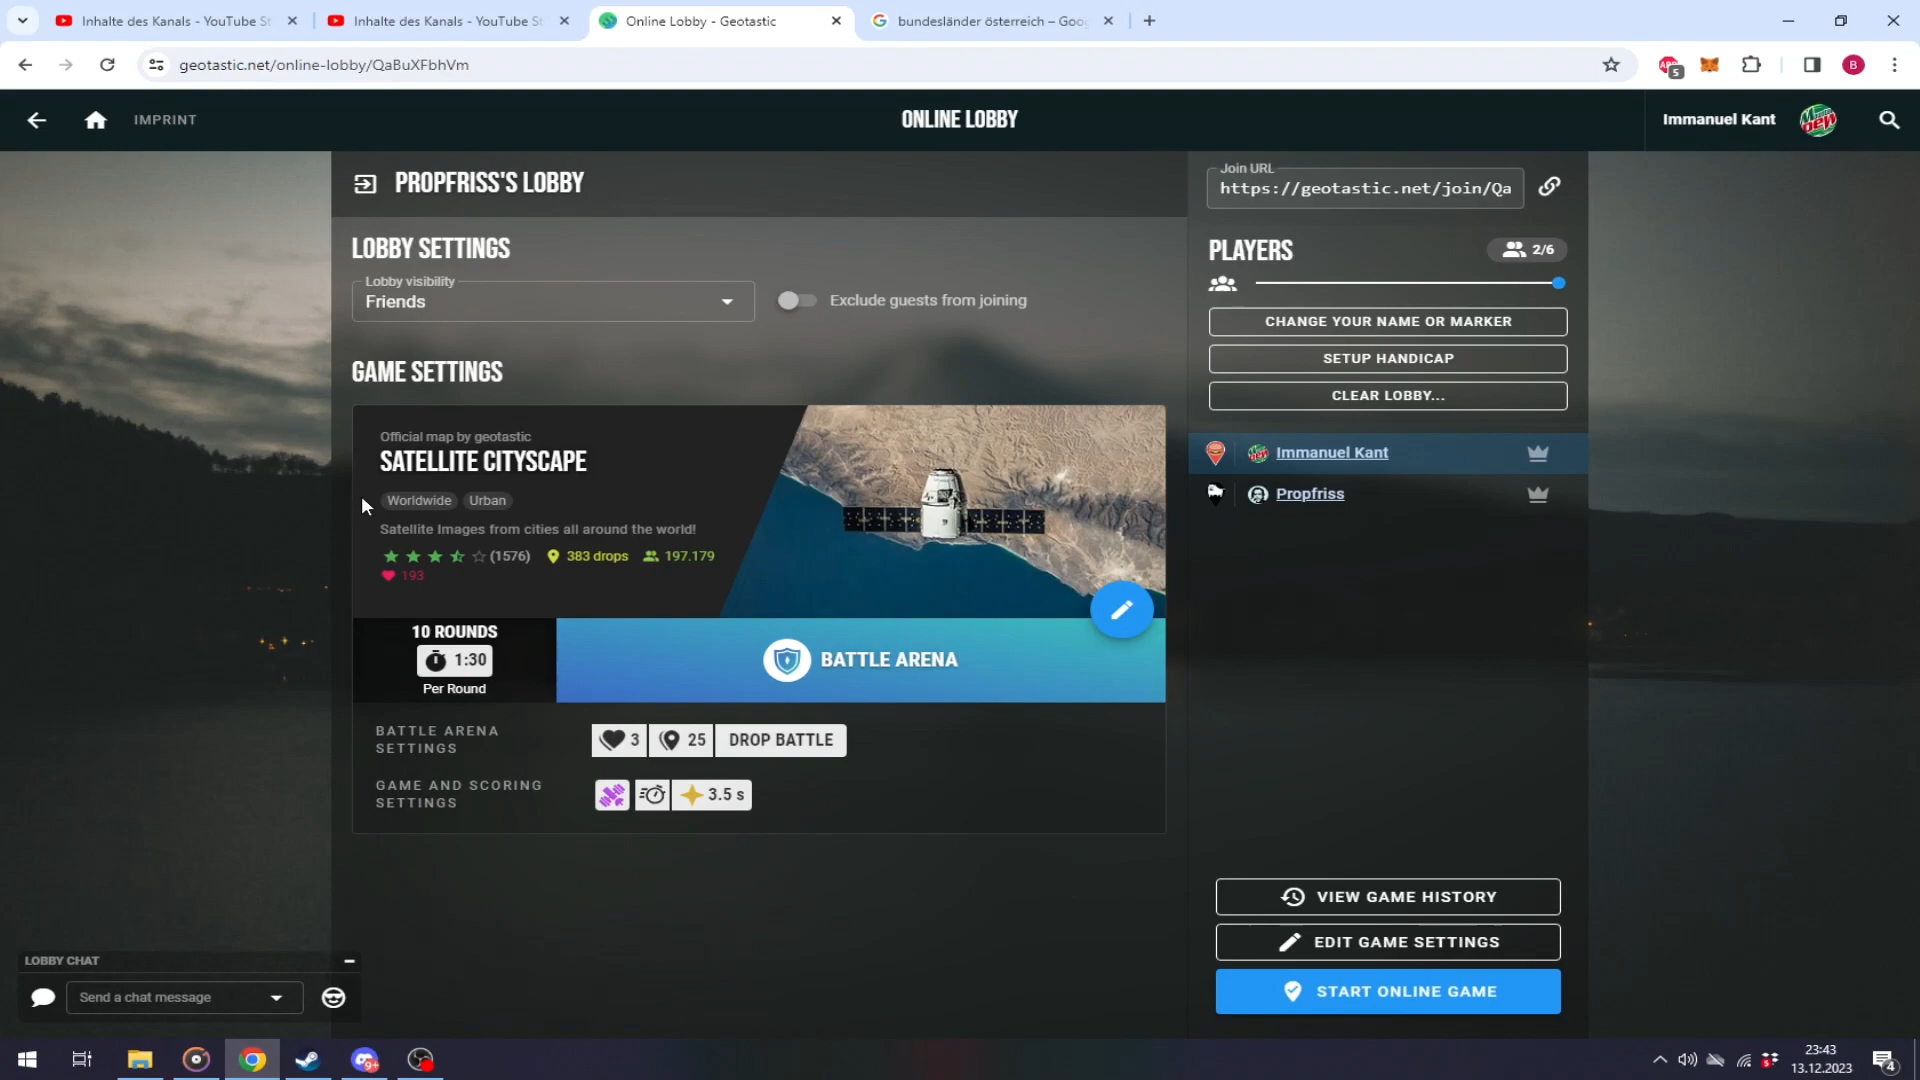 Inhalte des Kanals - YouTube St
Inhalte des Kanals - YouTube St
Online Lobby - Geotastic
bundesländer österreich – Goog
geotastic.net/online-lobby/QaBuXFbhVm
ABP
5
B
IMPRINT
ONLINE LOBBY
Immanuel Kant
PROPFRISS'S LOBBY
LOBBY SETTINGS
Lobby visibility
Friends
Exclude guests from joining
GAME SETTINGS
Official map by geotastic
SATELLITE CITYSCAPE
Worldwide
Urban
Satellite Images from cities all around the world!
(1576)
383 drops
197.179
193
10 ROUNDS
1:30
Per Round
BATTLE ARENA
BATTLE ARENA
SETTINGS
3
25
DROP BATTLE
GAME AND SCORING
SETTINGS
3.5 s
Join URL
https://geotastic.net/join/Qa
PLAYERS
2/6
CHANGE YOUR NAME OR MARKER
SETUP HANDICAP
CLEAR LOBBY...
Immanuel Kant
Propfriss
VIEW GAME HISTORY
EDIT GAME SETTINGS
START ONLINE GAME
LOBBY CHAT
Send a chat message
9+
23:43
13.12.2023
4